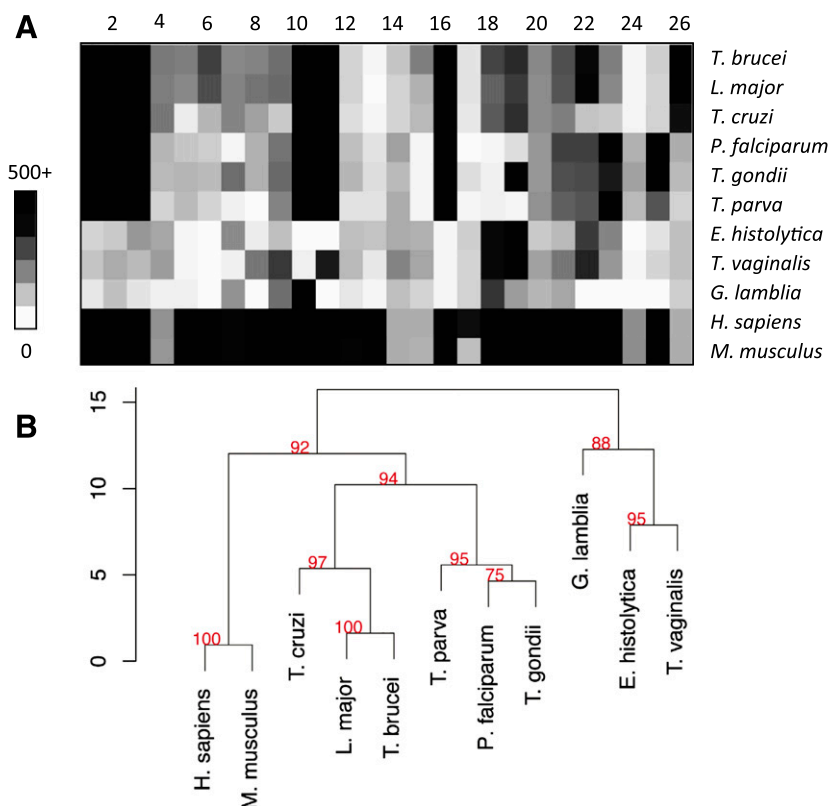 A
2 4 6 8 10 12 14 16 18 20 22 24 26
T. brucei
L. major
T. cruzi
P. falciparum
500+
T. gondii
T. parva
E. histolytica
T. vaginalis
G. lamblia
H. sapiens
0
M. musculus
B
15
10
5
0
92
88
94
95
97
95
75
100
100
H. sapiens
M. musculus
T. cruzi
L. major
T. brucei
T. parva
P. falciparum
T. gondii
G. lamblia
E. histolytica
T. vaginalis